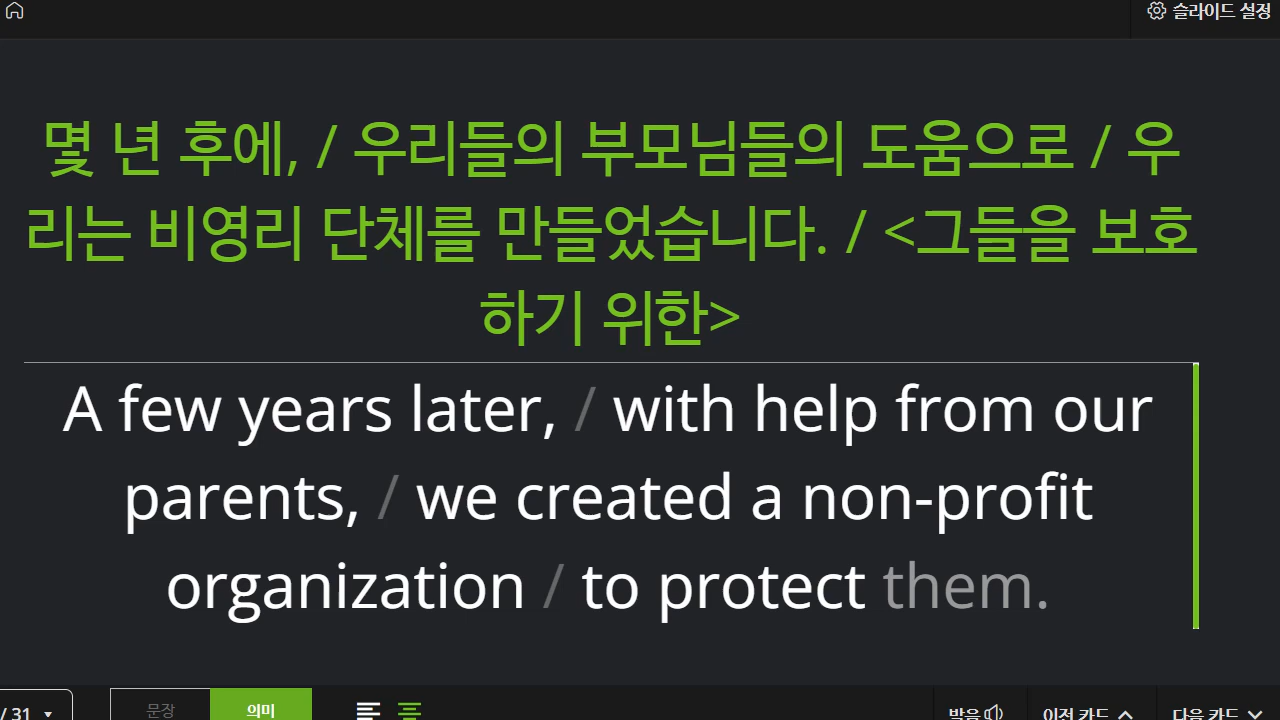 슬라이드 설정
몇 년 후에, / 우리들의 부모님들의 도움으로 / 우
리는 비영리 단체를 만들었습니다. / <그들을 보호
하기 위한>
A few years later, / with help from our
parents, / we created a non-profit
organization / to protect them.
/ 31 문장 의미 발음 이전 카드 다음 카드